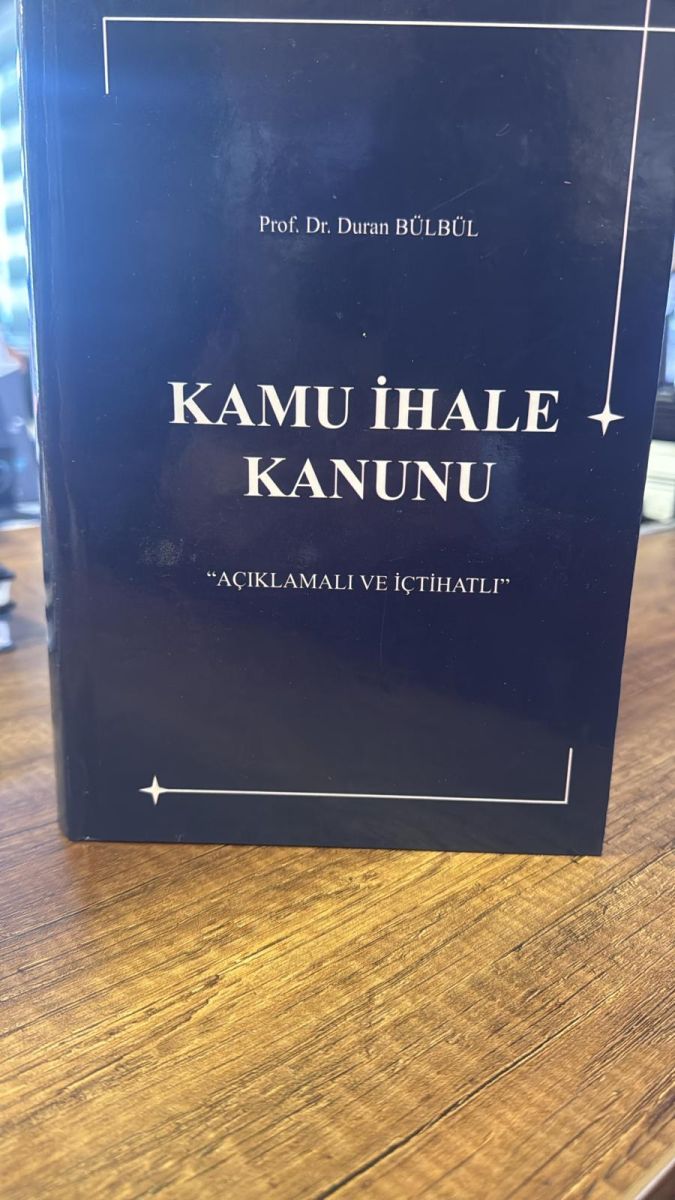 Prof. Dr. Duran BÜLBÜL
KAMU İHALE
KANUNU
“AÇIKLAMALI VE İÇTİHATLI”